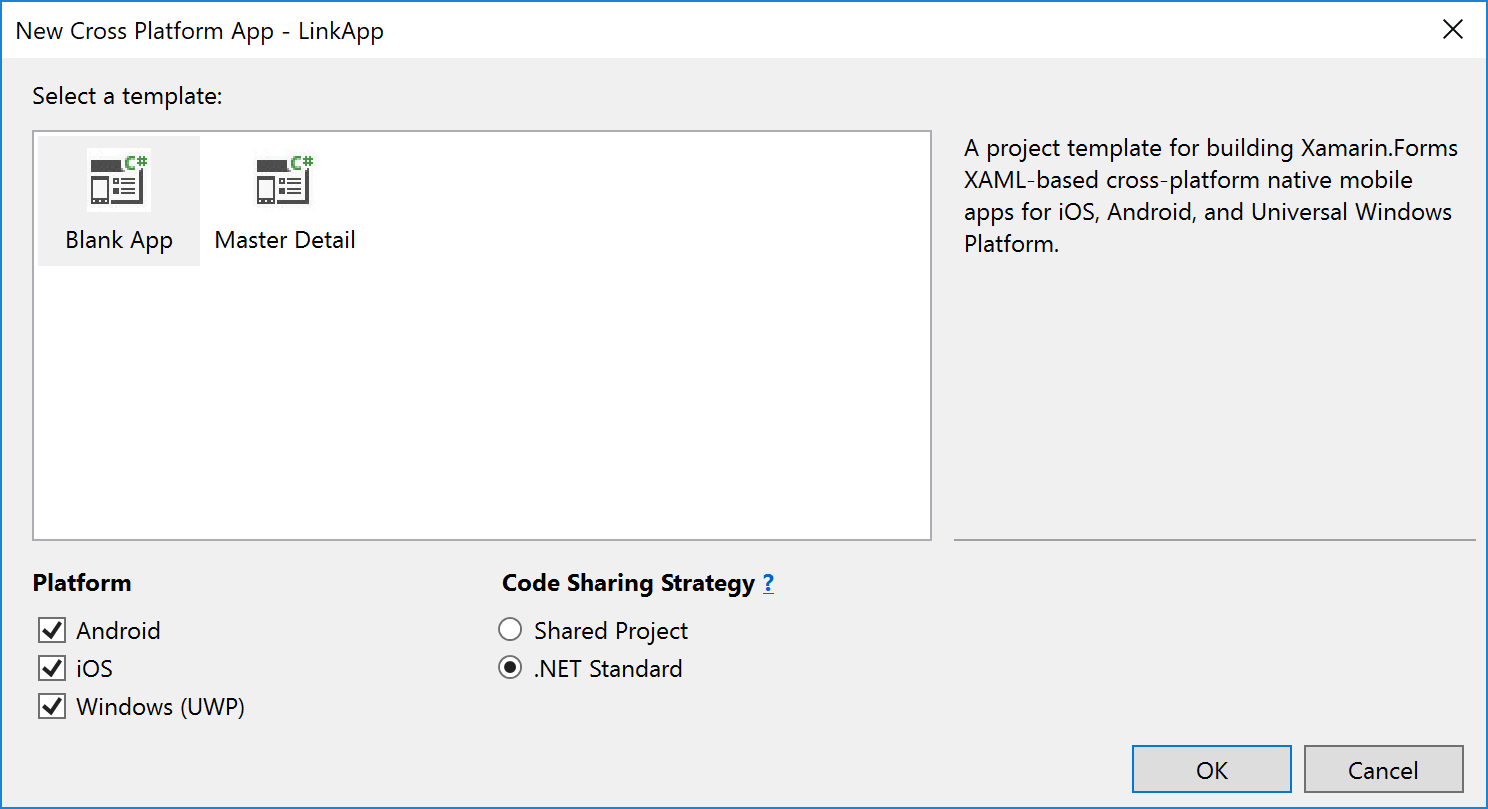 New Cross Platform App - LinkApp
Select a template:
C#
C#
Blank App
Master Detail
A project template for building Xamarin.Forms
XAML-based cross-platform native mobile
apps for iOS, Android, and Universal Windows
Platform.
Platform
Android
iOS
Windows (UWP)
Code Sharing Strategy ?
Shared Project
.NET Standard
OK
Cancel